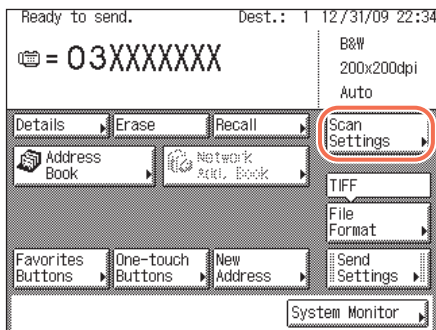 Ready to send. Dest.: 1 12/31/09 22:34
= 03XXXXXXX
B&W
200x200dpi
Auto
Details
Erase
Recall
Scan
Settings
Address
Book
Network
Add. Book
TIFF
File
Format
Favorites
Buttons
One-touch
Buttons
New
Address
Send
Settings
System Monitor